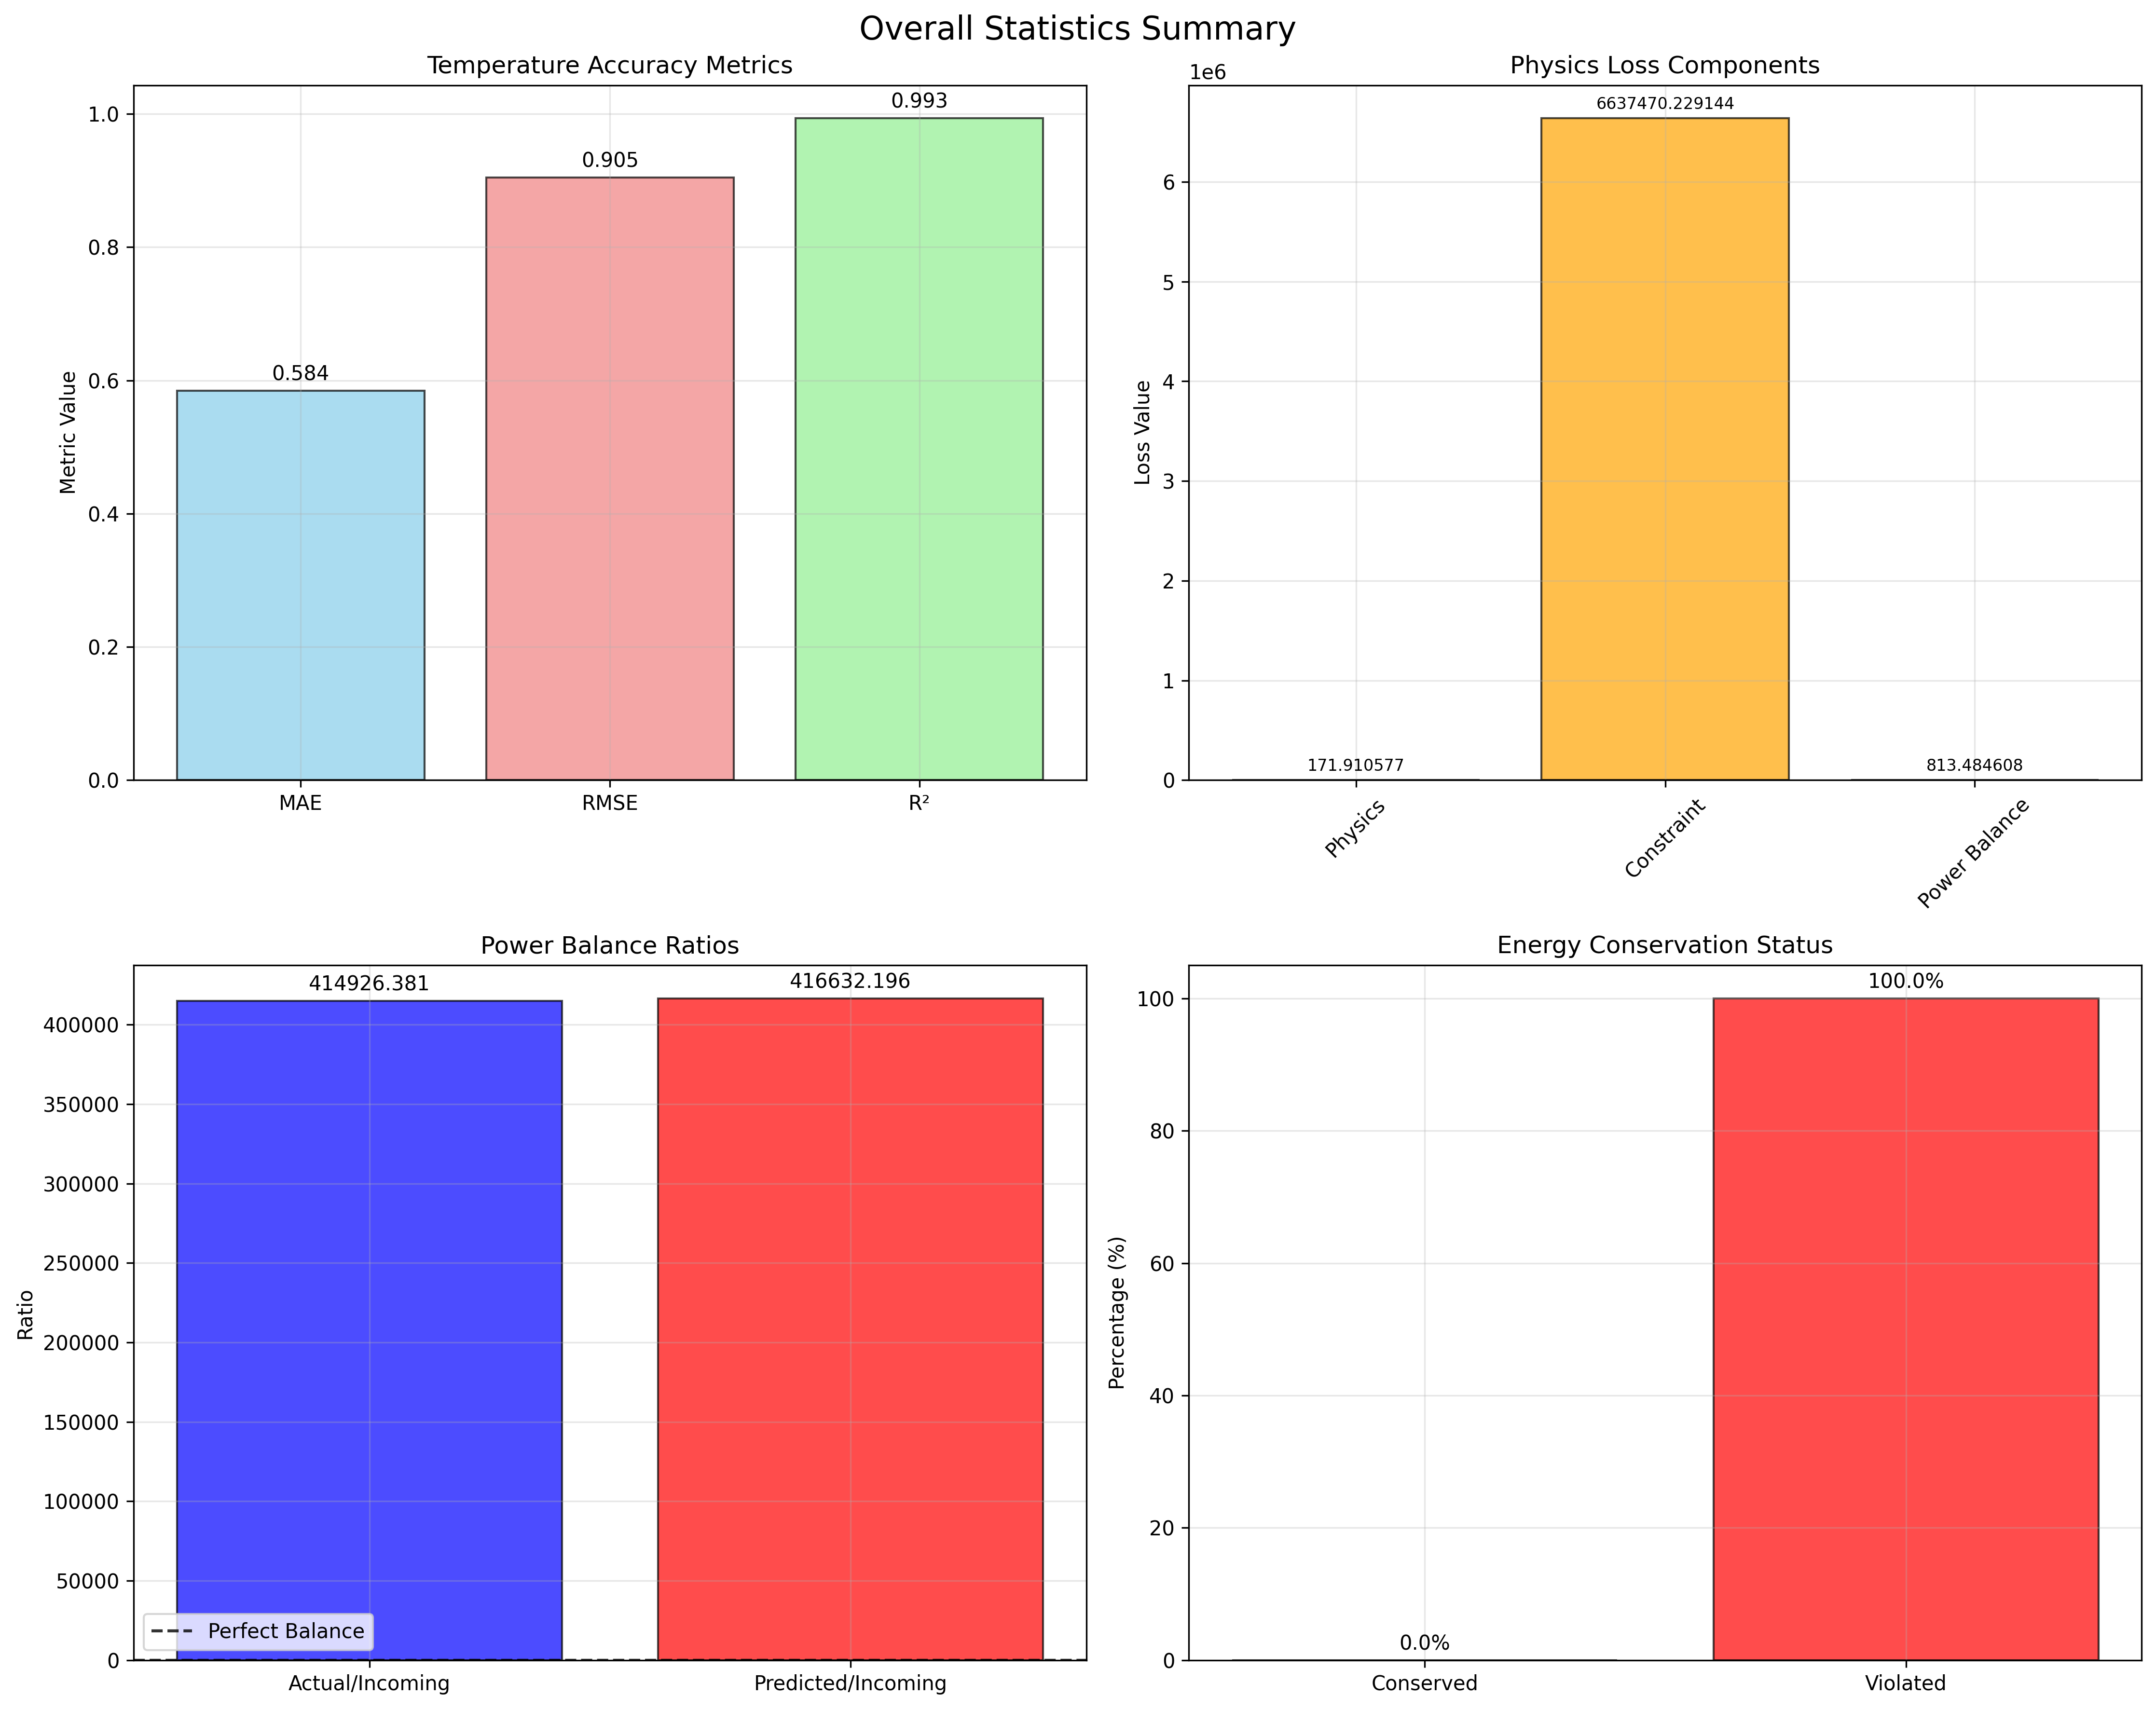 Overall Statistics Summary
Temperature Accuracy Metrics
1.0
0.8
0.6
0.4
0.2
0.0
Metric Value
0.584
0.905
0.993
MAE
RMSE
R²
Physics Loss Components
1e6
6
5
4
3
2
1
0
Loss Value
171.910577
6637470.229144
813.484608
Physics
Constraint
Power Balance
Power Balance Ratios
400000
350000
300000
250000
200000
150000
100000
50000
0
Ratio
414926.381
416632.196
Perfect Balance
Actual/Incoming
Predicted/Incoming
Energy Conservation Status
100
80
60
40
20
0
Percentage (%)
0.0%
100.0%
Conserved
Violated